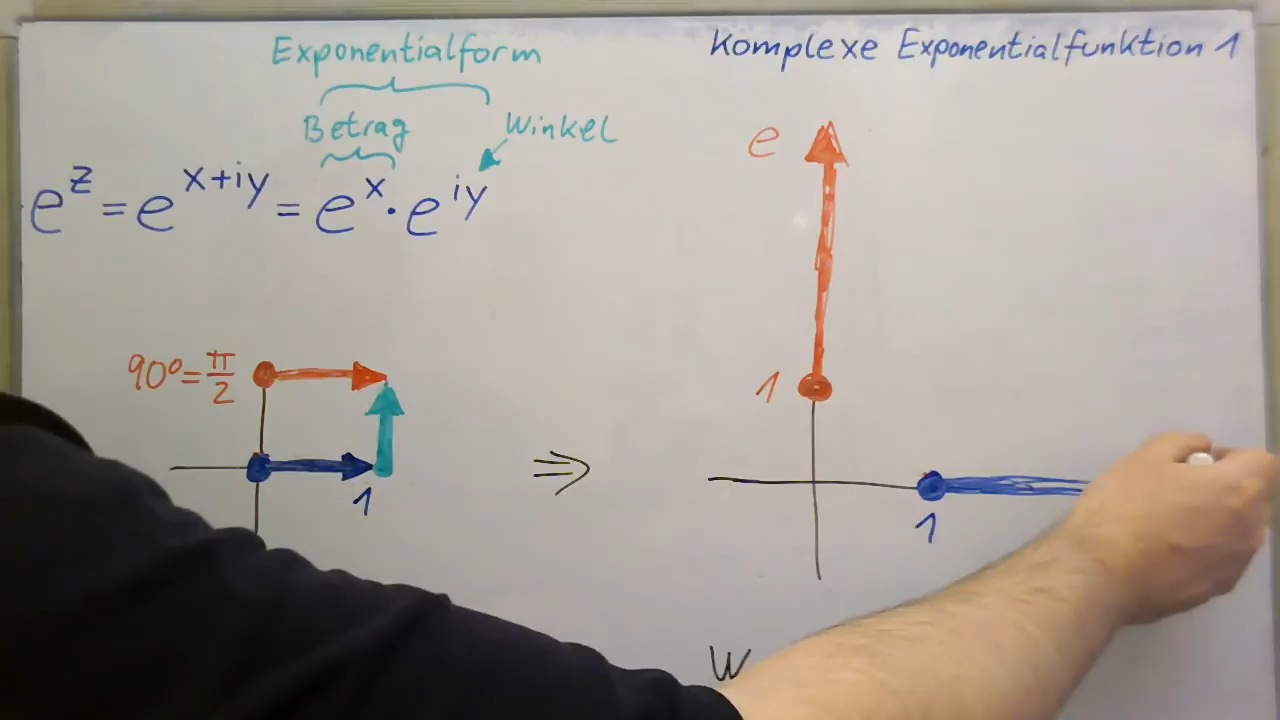 Exponentialform
Komplexe Exponentialfunktion 1
Betrag
Winkel
e^z = e^{x+iy} = e^x · e^{iy}
e
90° = π/2
1
1
1
W